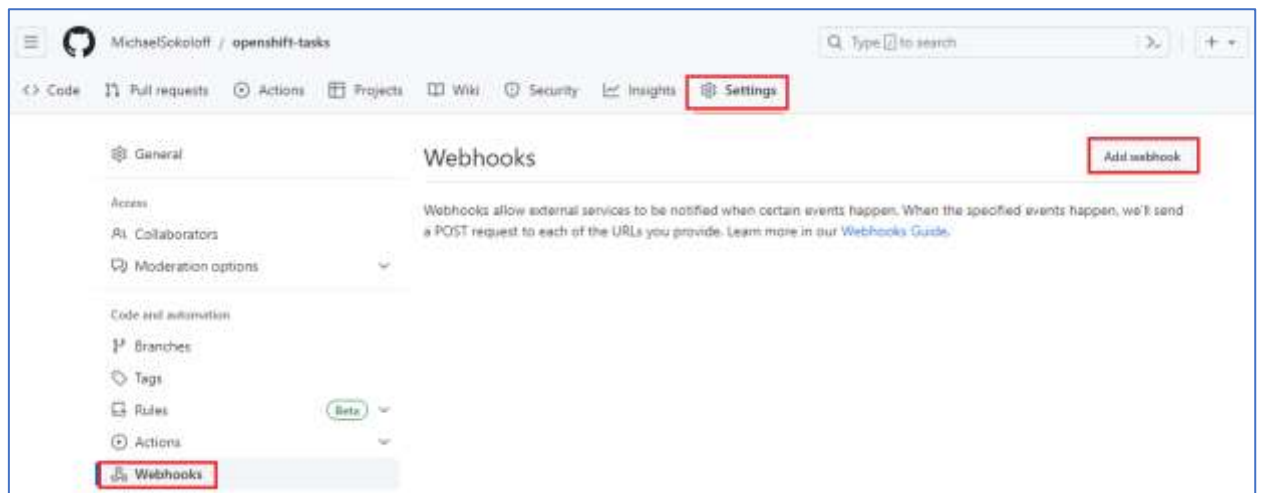 MichaelSokoloff / openshift-tasks
Type / to search
<> Code Pull requests Actions Projects Wiki Security Insights Settings
General
Webhooks
Add webhook
Access
Webhooks allow external services to be notified when certain events happen. When the specified events happen, we'll send
a POST request to each of the URLs you provide. Learn more in our Webhooks Guide.
Collaborators
Moderation options
Code and automation
Branches
Tags
Rules Beta
Actions
Webhooks